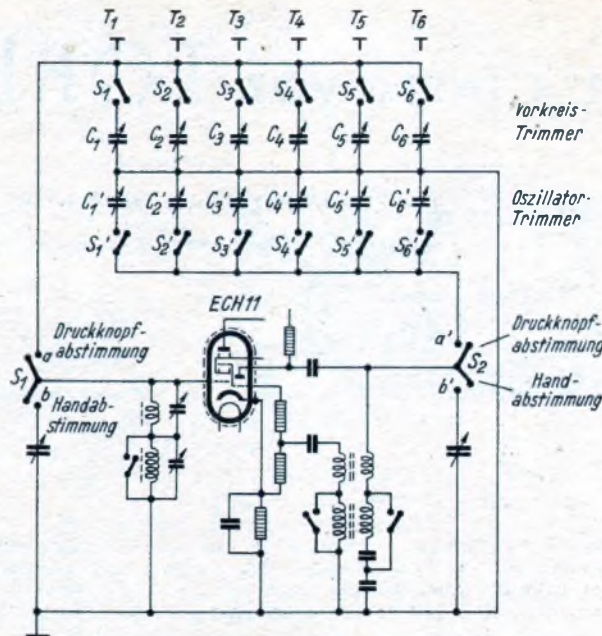 T1 T2 T3 T4 T5 T6
S1 S2 S3 S4 S5 S6
Vorkreis-
Trimmer
C1 C2 C3 C4 C5 C6
C1' C2' C3' C4' C5' C6'
Oszillator-
Trimmer
S1' S2' S3' S4' S5' S6'
ECH11
Druckknopf-
abstimmung
a
S1
b
Handab-
stimmung
a'
S2
b'
Druckknopf-
abstimmung
Hand-
abstimmung